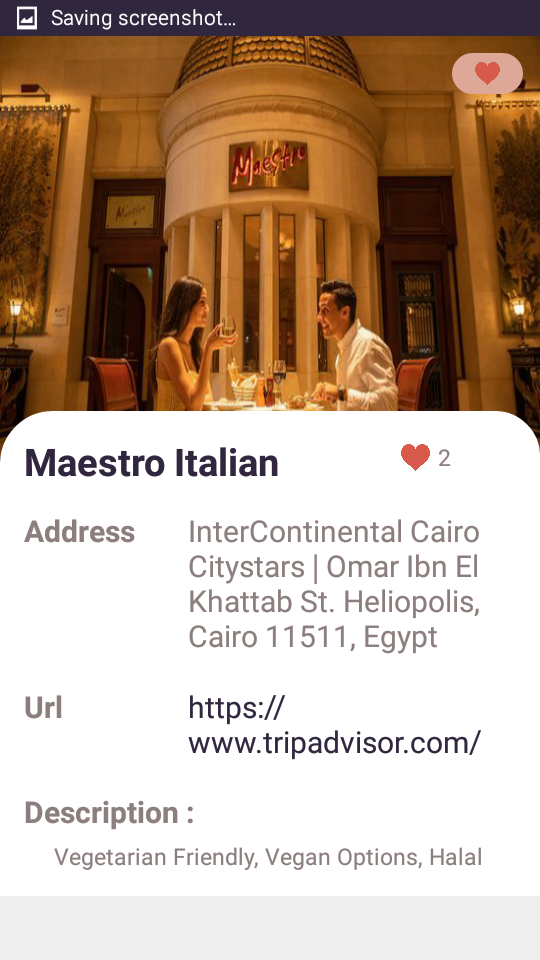 Saving screenshot...
Maestro
Maestro
Maestro Italian
2
Address
InterContinental Cairo
Citystars | Omar Ibn El
Khattab St. Heliopolis,
Cairo 11511, Egypt
Url
https://
www.tripadvisor.com/
Description :
Vegetarian Friendly, Vegan Options, Halal